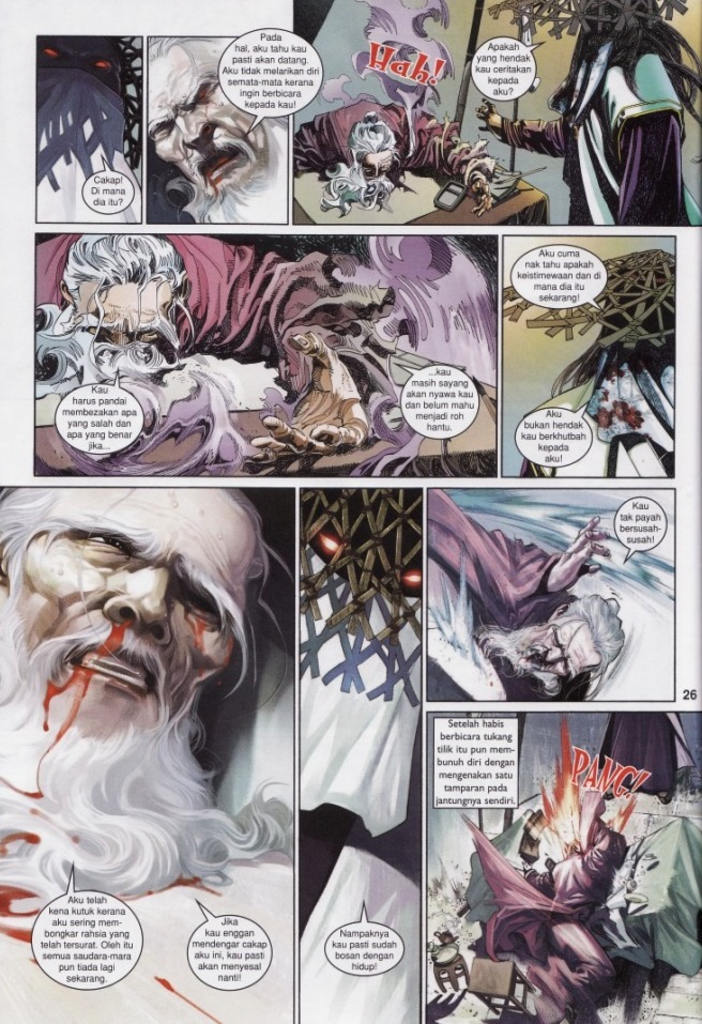 Cakap!
Di mana
dia itu?
Pada
hal, aku tahu kau
pasti akan datang.
Aku tidak melarikan diri
semata-mata kerana
ingin berbicara
kepada kau!
Hah!
Apakah
yang hendak
kau ceritakan
kepada
aku?
Kau
harus pandai
membezakan apa
yang salah dan
apa yang benar
jika...
...kau
masih sayang
akan nyawa kau
dan belum mahu
menjadi roh
hantu.
Aku cuma
nak tahu apakah
keistimewaan dan di
mana dia itu
sekarang!
Aku
bukan hendak
kau berkhutbah
kepada
aku!
Aku telah
kena kutuk kerana
aku sering mem-
bongkar rahsia yang
telah tersurat. Oleh itu
semua saudara-mara
pun tiada lagi
sekarang.
Jika
kau enggan
mendengar cakap
aku ini, kau pasti
akan menyesal
nanti!
Nampaknya
kau pasti sudah
bosan dengan
hidup!
Kau
tak payah
bersusah-
susah!
26
Setelah habis
berbicara tukang
tilik itu pun mem-
bunuh diri dengan
mengenakan satu
tamparan pada
jantungnya sendiri.
PANG!